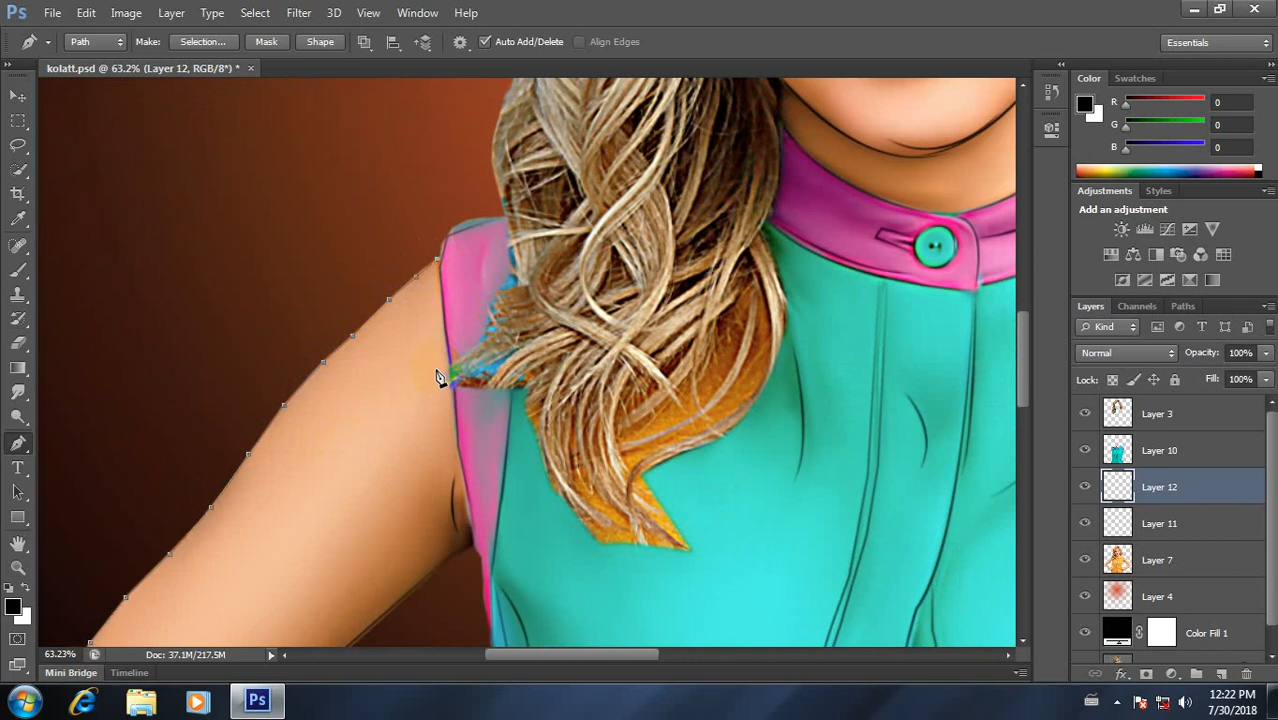 Ps File Edit Image Layer Type Select Filter 3D View Window Help
Path Make: Selection... Mask Shape Auto Add/Delete Align Edges Essentials
kolatt.psd @ 63.2% (Layer 12, RGB/8*) * ×
Color Swatches
R 0
G 0
B 0
Adjustments Styles
Add an adjustment
Layers Channels Paths
Kind
Normal Opacity: 100%
Lock: Fill: 100%
Layer 3
Layer 10
Layer 12
Layer 11
Layer 7
Layer 4
Color Fill 1
63.23% Doc: 37.1M/217.5M
Mini Bridge Timeline
Ps
12:22 PM
7/30/2018